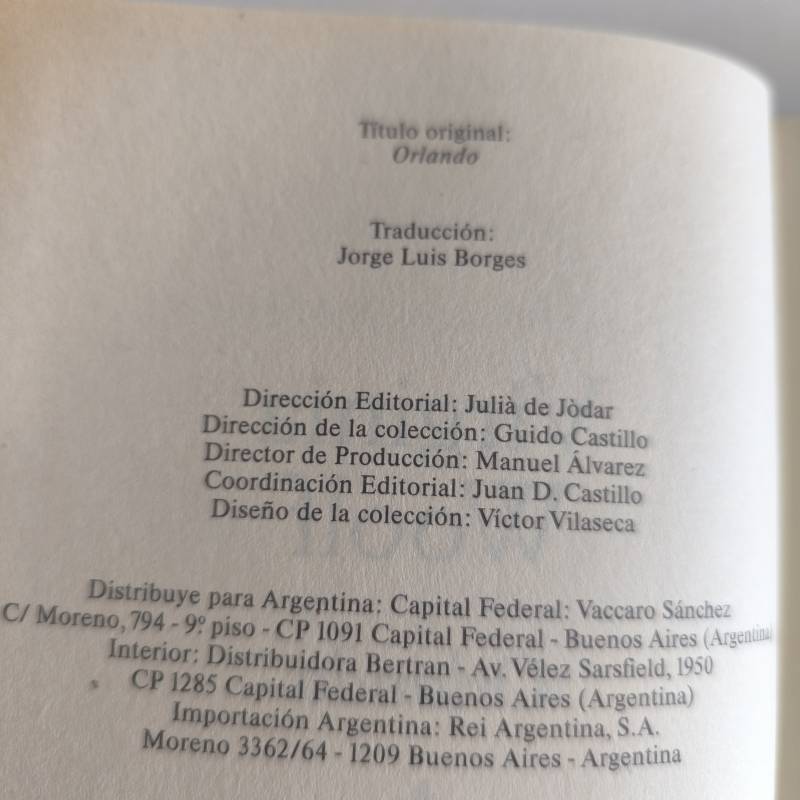 Título original:
Orlando
Traducción:
Jorge Luis Borges
Dirección Editorial: Julià de Jòdar
Dirección de la colección: Guido Castillo
Director de Producción: Manuel Álvarez
Coordinación Editorial: Juan D. Castillo
Diseño de la colección: Víctor Vilaseca
Distribuye para Argentina: Capital Federal: Vaccaro Sánchez
C/ Moreno, 794 - 9º piso - CP 1091 Capital Federal - Buenos Aires (Argentina)
Interior: Distribuidora Bertran - Av. Vélez Sarsfield, 1950
CP 1285 Capital Federal - Buenos Aires (Argentina)
Importación Argentina: Rei Argentina, S.A.
Moreno 3362/64 - 1209 Buenos Aires - Argentina